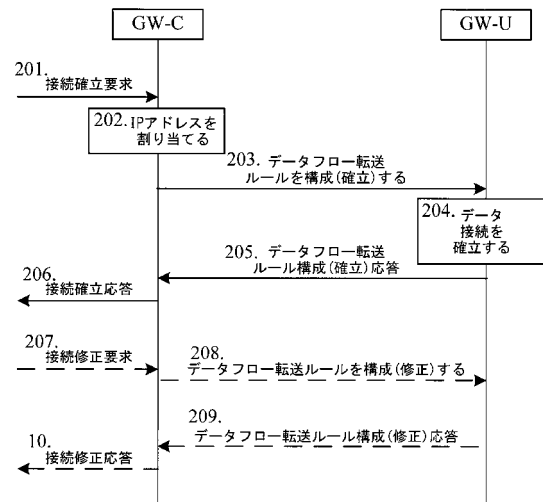 GW-C
GW-U
201.
接続確立要求
202. IPアドレスを
割り当てる
203. データフロー転送
ルールを構成(確立)する
204. データ
接続を
確立する
205. データフロー転送
ルール構成(確立)応答
206.
接続確立応答
207.
接続修正要求
208.
データフロー転送ルールを構成(修正)する
209.
データフロー転送ルール構成(修正)応答
10.
接続修正応答